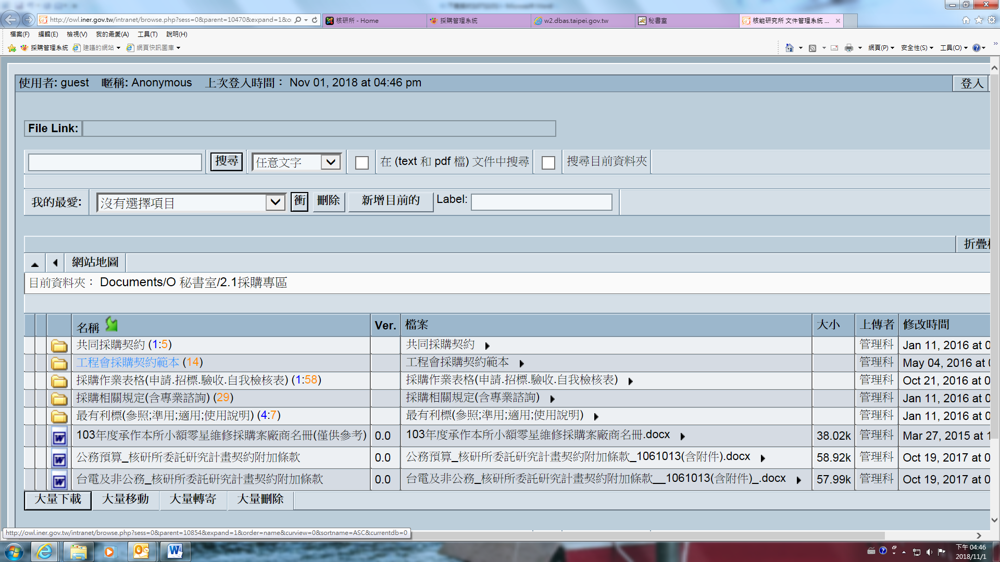 http://owl.iner.gov.tw/intranet/browse.php?sess=0&parent=10470&expand=1&o
核研所 - Home
採購管理系統
w2.dbas.taipei.gov.tw
秘書室
核能研究所 文件管理系統 ...
檔案(F) 編輯(E) 檢視(V) 我的最愛(A) 工具(T) 說明(H)
採購管理系統 建議的網站 網頁快訊圖庫
網頁(P) 安全性(S) 工具(O)
使用者: guest 暱稱: Anonymous 上次登入時間： Nov 01, 2018 at 04:46 pm
登入
File Link:
搜尋 任意文字 在 (text 和 pdf 檔) 文件中搜尋 搜尋目前資料夾
我的最愛: 沒有選擇項目 衝 刪除 新增目前的 Label:
折疊
網站地圖
目前資料夾： Documents/O 秘書室/2.1採購專區
名稱 Ver. 檔案 大小 上傳者 修改時間
共同採購契約 (1:5) 共同採購契約 管理科 Jan 11, 2016 at 0
工程會採購契約範本 (14) 工程會採購契約範本 管理科 May 04, 2016 at
採購作業表格(申請.招標.驗收.自我檢核表) (1:58) 採購作業表格(申請.招標.驗收.自我檢核表) 管理科 Oct 21, 2016 at 0
採購相關規定(含專業諮詢) (29) 採購相關規定(含專業諮詢) 管理科 Jan 11, 2016 at 0
最有利標(參照;準用;適用;使用說明) (4:7) 最有利標(參照;準用;適用;使用說明) 管理科 Jan 11, 2016 at 0
103年度承作本所小額零星維修採購案廠商名冊(僅供參考) 0.0 103年度承作本所小額零星維修採購案廠商名冊.docx 38.02k 管理科 Mar 27, 2015 at 1
公務預算_核研所委託研究計畫契約附加條款 0.0 公務預算_核研所委託研究計畫契約附加條款_1061013(含附件).docx 58.92k 管理科 Oct 19, 2017 at 0
台電及非公務_核研所委託研究計畫契約附加條款 0.0 台電及非公務_核研所委託研究計畫契約附加條款__1061013(含附件)_.docx 57.99k 管理科 Oct 19, 2017 at 0
大量下載 大量移動 大量轉寄 大量刪除
http://owl.iner.gov.tw/intranet/browse.php?sess=0&parent=10854&expand=1&order=name&curview=0&sortname=ASC&currentdb=0
下午 04:46
2018/11/1